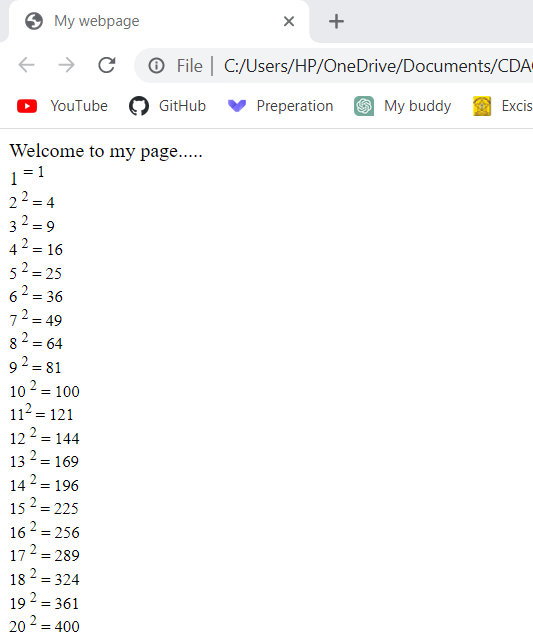 My webpage
File | C:/Users/HP/OneDrive/Documents/CDA
YouTube GitHub Preperation My buddy Excis
Welcome to my page.....
1 = 1
2 ² = 4
3 ² = 9
4 ² = 16
5 ² = 25
6 ² = 36
7 ² = 49
8 ² = 64
9 ² = 81
10 ² = 100
11² = 121
12 ² = 144
13 ² = 169
14 ² = 196
15 ² = 225
16 ² = 256
17 ² = 289
18 ² = 324
19 ² = 361
20 ² = 400